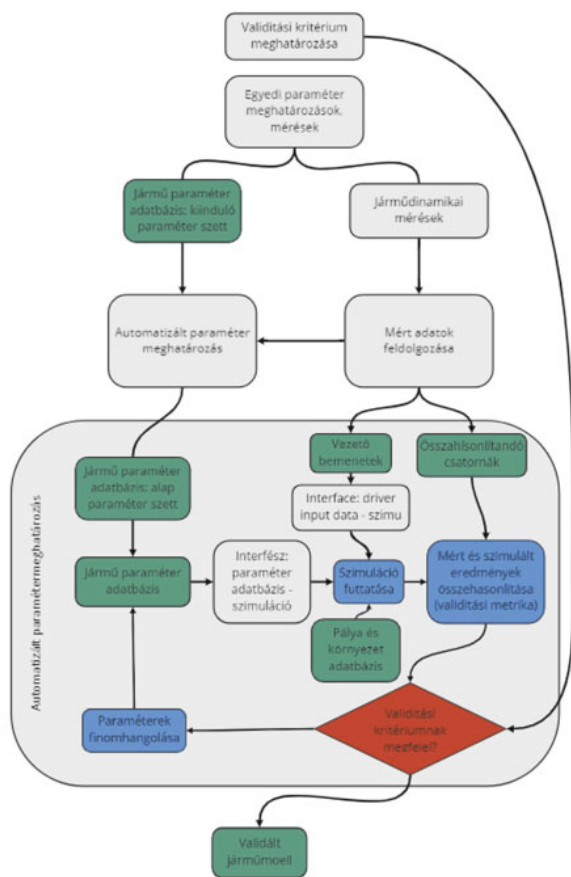 Validitási kritérium
meghatározása
Egyedi paraméter
meghatározások,
mérések
Jármű paraméter
adatbázis: kiinduló
paraméter szett
Járműdinamikai
mérések
Automatizált paraméter
meghatározás
Mért adatok
feldolgozása
Automatizált paramétermeghatározás
Vezető
bemenetek
Összahísonlítandó
csatornák
Jármű paraméter
adatbázis: alap
paraméter szett
Interface: driver
input data - szimu
Jármű paraméter
adatbázis
Interfész:
paraméter
adatbázis -
szimuláció
Szimuláció
futtatása
Mért és szimulált
eredmények
összehasonlítása
(validitási metrika)
Pálya és
környezet
adatbázis
Paraméterek
finomhangolása
Validitási
kritériumnak
megfelel?
Validált
járműmoell